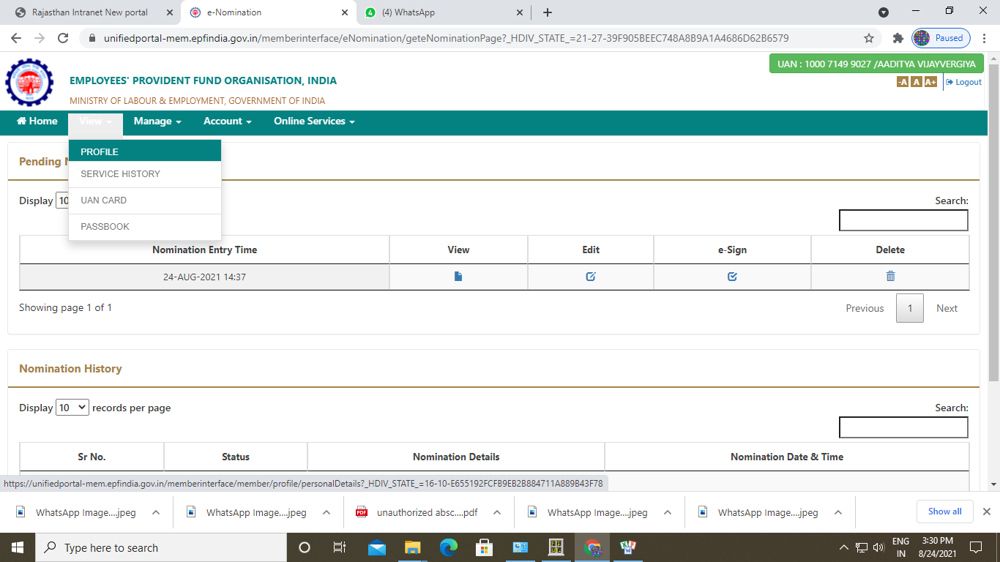 Rajasthan Intranet New portal
e-Nomination
(4) WhatsApp
unifiedportal-mem.epfindia.gov.in/memberinterface/eNomination/geteNominationPage?_HDIV_STATE_=21-27-39F905BEEC748A8B9A1A4686D62B6579
Paused
UAN : 1000 7149 9027 /AADITYA VIJAYVERGIYA
EMPLOYEES' PROVIDENT FUND ORGANISATION, INDIA
-A A A+ Logout
MINISTRY OF LABOUR & EMPLOYMENT, GOVERNMENT OF INDIA
Home View Manage Account Online Services
PROFILE
Pending
SERVICE HISTORY
Display 10
UAN CARD
Search:
PASSBOOK
Nomination Entry Time View Edit e-Sign Delete
24-AUG-2021 14:37
Showing page 1 of 1
Previous 1 Next
Nomination History
Display 10 records per page
Search:
Sr No. Status Nomination Details Nomination Date & Time
https://unifiedportal-mem.epfindia.gov.in/memberinterface/member/profile/personalDetails?_HDIV_STATE_=16-10-E655192FCFB9EB2B884711A889B43F78
WhatsApp Image....jpeg
WhatsApp Image....jpeg
PDF unauthorized absc....pdf
WhatsApp Image....jpeg
WhatsApp Image....jpeg
Show all
Type here to search
ENG
IN
3:30 PM
8/24/2021